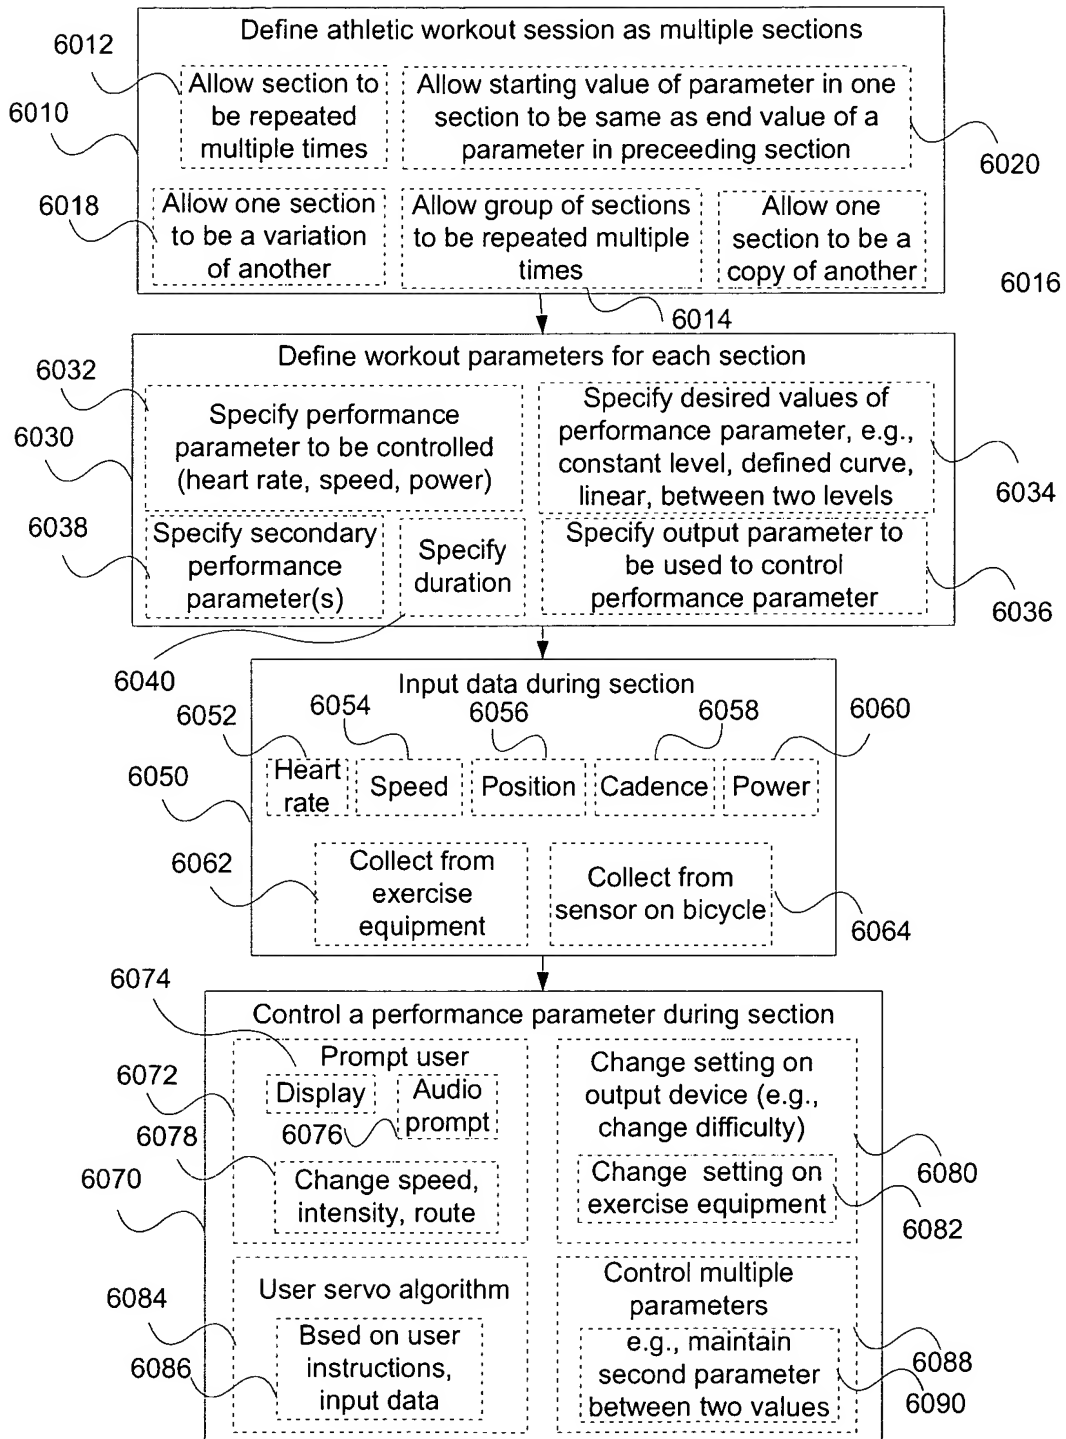 Define athletic workout session as multiple sections
6012
Allow section to
be repeated
multiple times
Allow starting value of parameter in one
section to be same as end value of a
parameter in preceeding section
6010
6020
6018
Allow one section
to be a variation
of another
Allow group of sections
to be repeated multiple
times
Allow one
section to be a
copy of another
6016
6014
Define workout parameters for each section
6032
Specify performance
parameter to be controlled
(heart rate, speed, power)
Specify desired values of
performance parameter, e.g.,
constant level, defined curve,
linear, between two levels
6030
6034
6038
Specify secondary
performance
parameter(s)
Specify
duration
Specify output parameter to
be used to control
performance parameter
6036
6040
Input data during section
6052
6054
6056
6058
6060
6050
Heart
rate
Speed
Position
Cadence
Power
6062
Collect from
exercise
equipment
Collect from
sensor on bicycle
6064
6074
Control a performance parameter during section
6072
Prompt user
Display
Audio
prompt
6076
6078
Change speed,
intensity, route
6070
Change setting on
output device (e.g.,
change difficulty)
6080
Change setting on
exercise equipment
6082
6084
User servo algorithm
6086
Bsed on user
instructions,
input data
Control multiple
parameters
6088
e.g., maintain
second parameter
between two values
6090